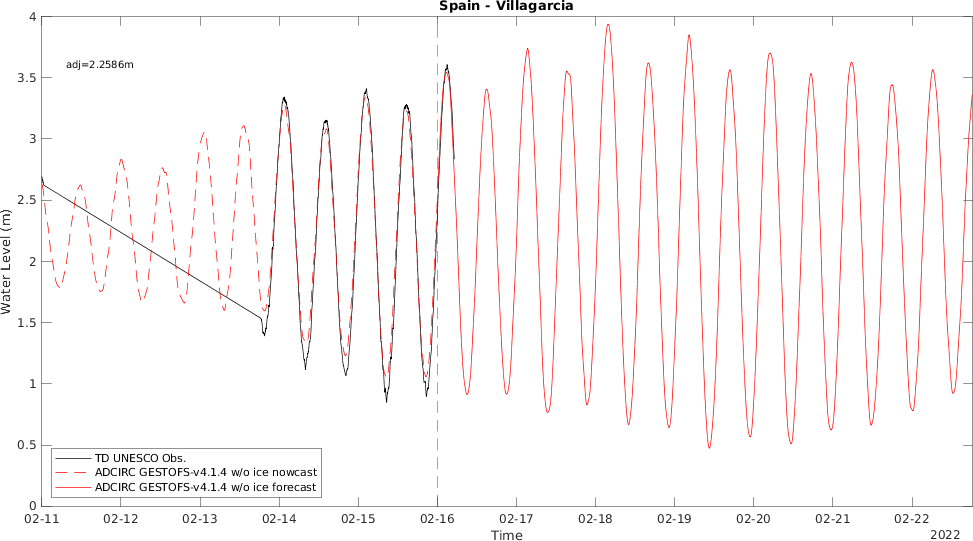 Spain - Villagarcia
adj=2.2586m
Water Level (m)
4
3.5
3
2.5
2
1.5
1
0.5
0
TD UNESCO Obs.
ADCIRC GESTOFS-v4.1.4 w/o ice nowcast
ADCIRC GESTOFS-v4.1.4 w/o ice forecast
02-11 02-12 02-13 02-14 02-15 02-16 02-17 02-18 02-19 02-20 02-21 02-22
Time
2022